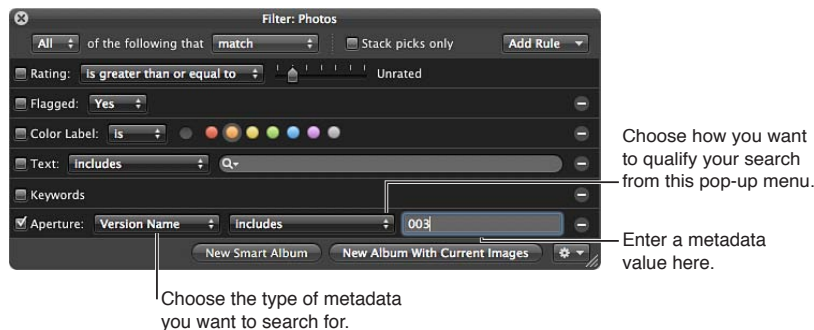 Filter: Photos
All of the following that match Stack picks only Add Rule
Rating: is greater than or equal to Unrated
Flagged: Yes
Color Label: is
Text: includes
Keywords
Aperture: Version Name includes 003
New Smart Album New Album With Current Images
Choose how you want
to qualify your search
from this pop-up menu.
Enter a metadata
value here.
Choose the type of metadata
you want to search for.